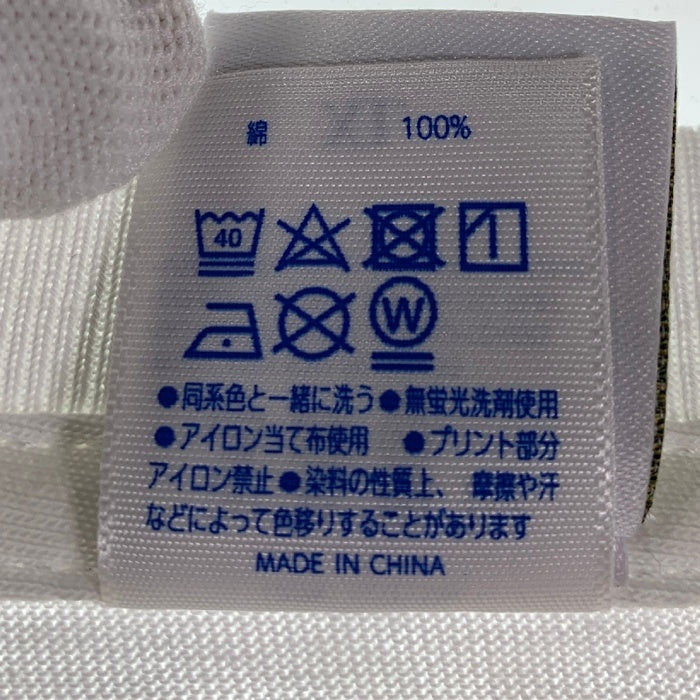 綿 100%
40
W
●同系色と一緒に洗う●無蛍光洗剤使用
●アイロン当て布使用 ●プリント部分
アイロン禁止●染料の性質上、摩擦や汗
などによって色移りすることがあります
MADE IN CHINA